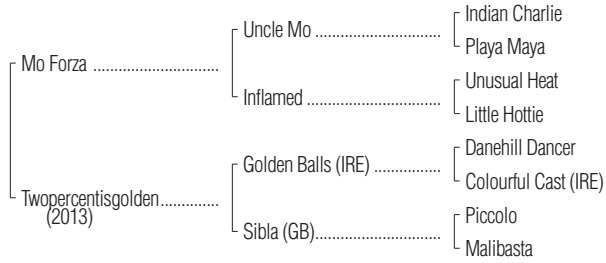 Indian Charlie
Uncle Mo
Playa Maya
Mo Forza
Unusual Heat
Inflamed
Little Hottie
Danehill Dancer
Golden Balls (IRE)
Colourful Cast (IRE)
Twopercentisgolden
(2013)
Piccolo
Sibla (GB)
Malibasta